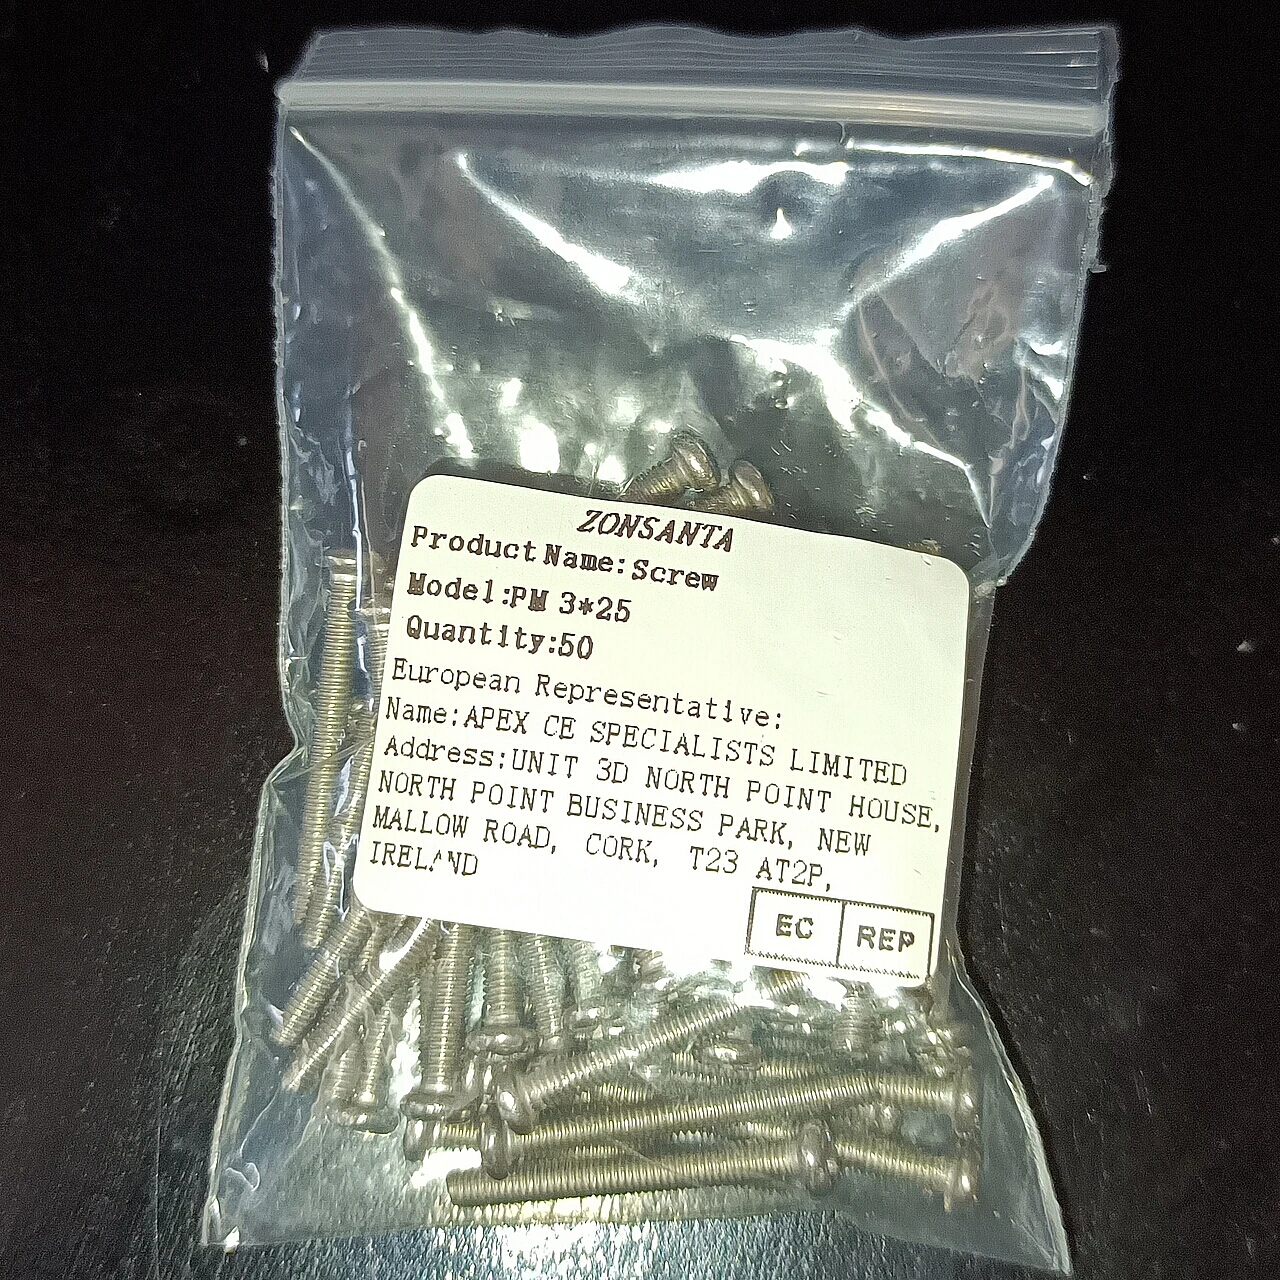 ZONSANTA
Product Name:Screw
Model:PM 3*25
Quantity:50
European Representative:
Name:APEX CE SPECIALISTS LIMITED
Address:UNIT 3D NORTH POINT HOUSE,
NORTH POINT BUSINESS PARK, NEW
MALLOW ROAD, CORK, T23 AT2P,
IRELAND
EC REP